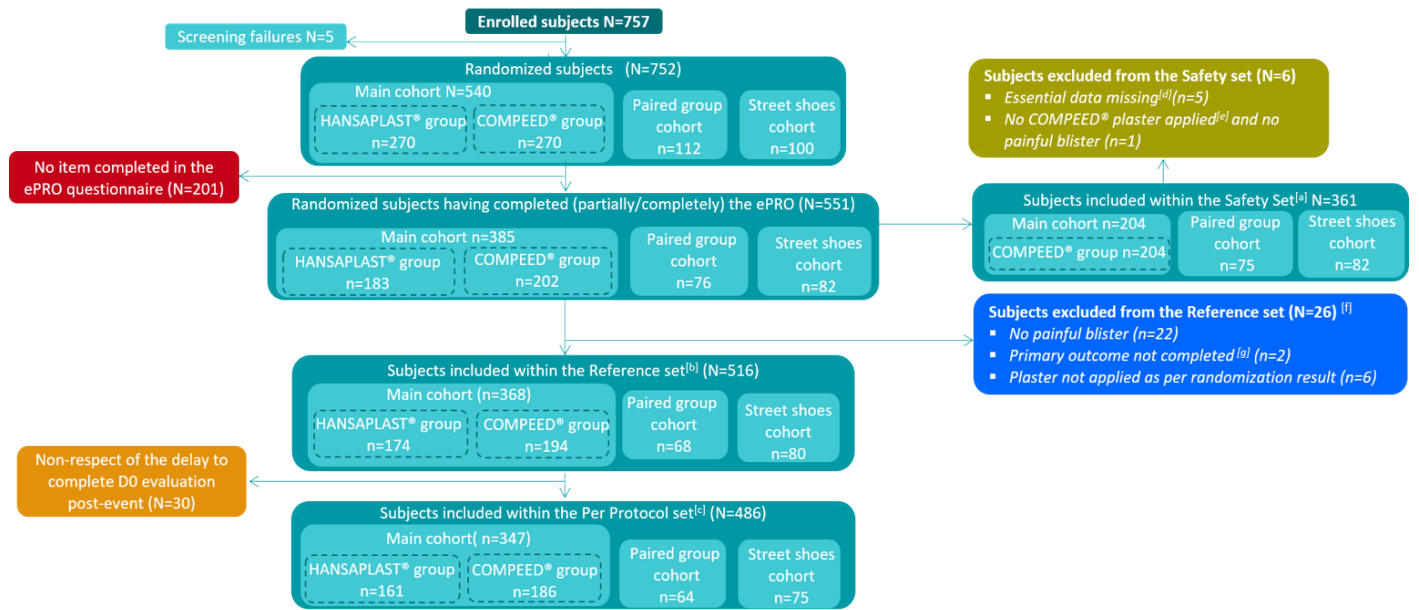 Enrolled subjects N=757
Screening failures N=5
Randomized subjects (N=752)
Main cohort N=540
HANSAPLAST® group
n=270
COMPEED® group
n=270
Paired group
cohort
n=112
Street shoes
cohort
n=100
Subjects excluded from the Safety set (N=6)
▪ Essential data missing[d](n=5)
▪ No COMPEED® plaster applied[e] and no
painful blister (n=1)
No item completed in the
ePRO questionnaire (N=201)
Randomized subjects having completed (partially/completely) the ePRO (N=551)
Main cohort n=385
HANSAPLAST® group
n=183
COMPEED® group
n=202
Paired group
cohort
n=76
Street shoes
cohort
n=82
Subjects included within the Safety Set[a] N=361
Main cohort n=204
COMPEED® group n=204
Paired group
cohort
n=75
Street shoes
cohort
n=82
Subjects excluded from the Reference set (N=26) [f]
▪ No painful blister (n=22)
▪ Primary outcome not completed [g] (n=2)
▪ Plaster not applied as per randomization result (n=6)
Subjects included within the Reference set[b] (N=516)
Main cohort (n=368)
HANSAPLAST® group
n=174
COMPEED® group
n=194
Paired group
cohort
n=68
Street shoes
cohort
n=80
Non-respect of the delay to
complete D0 evaluation
post-event (N=30)
Subjects included within the Per Protocol set[c] (N=486)
Main cohort( n=347)
HANSAPLAST® group
n=161
COMPEED® group
n=186
Paired group
cohort
n=64
Street shoes
cohort
n=75